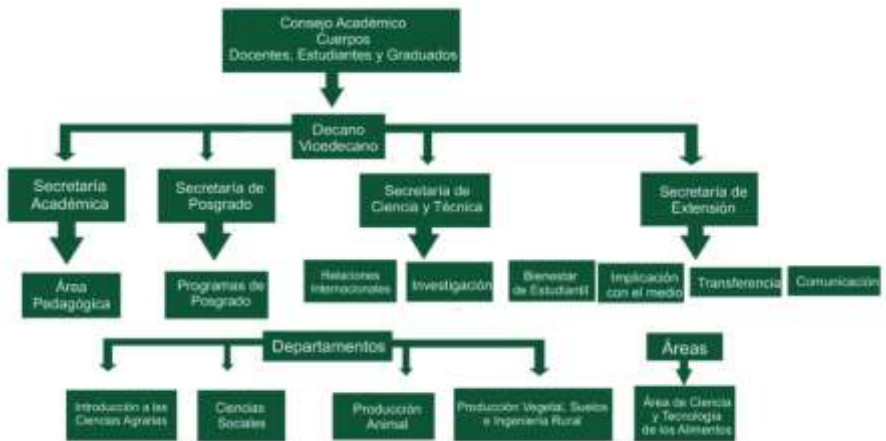 Consejo Académico
Cuerpos
Docentes, Estudiantes y Graduados
Decano
Vicedecano
Secretaría
Académica
Secretaría de
Posgrado
Secretaría de
Ciencia y Técnica
Secretaría de
Extensión
Área
Pedagógica
Programas de
Posgrado
Relaciones
Internacionales
Investigación
Bienestar
de Estudiantil
Implicación
con el medio
Transferencia
Comunicación
Departamentos
Áreas
Introducción a las
Ciencias Agrarias
Ciencias
Sociales
Producción
Animal
Producción Vegetal, Suelos
e Ingeniería Rural
Área de Ciencia
y Tecnología
de los Alimentos